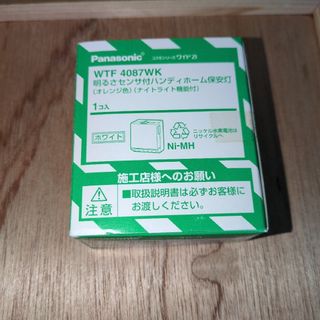 Panasonic コスモシリーズワイド21
WTF 4087WK
明るさセンサ付ハンディホーム保安灯
(オレンジ色)(ナイトライト機能付)
1コ入
ホワイト
ニッケル水素電池は
リサイクルへ
Ni-MH
施工店様へのお願い
注意
■取扱説明書は必ずお客様に
お渡しください。